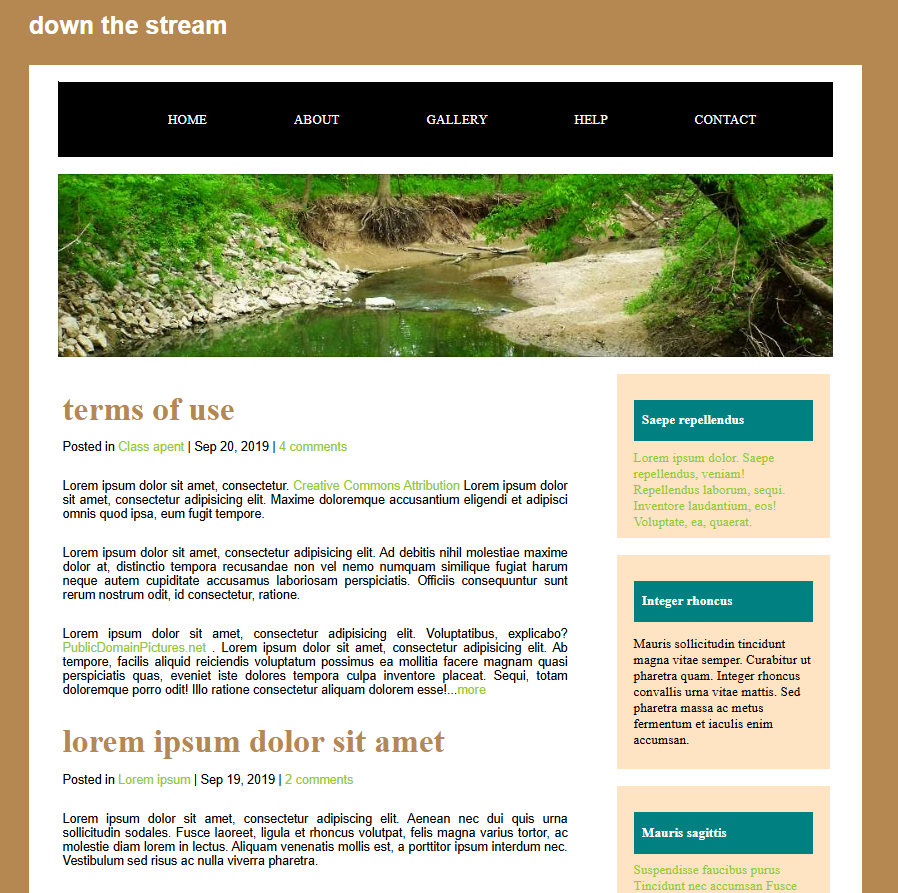 down the stream
HOME ABOUT GALLERY HELP CONTACT
terms of use
Posted in Class apent | Sep 20, 2019 | 4 comments
Lorem ipsum dolor sit amet, consectetur. Creative Commons Attribution Lorem ipsum dolor
sit amet, consectetur adipisicing elit. Maxime doloremque accusantium eligendi et adipisci
omnis quod ipsa, eum fugit tempore.
Lorem ipsum dolor sit amet, consectetur adipisicing elit. Ad debitis nihil molestiae maxime
dolor at, distinctio tempora recusandae non vel nemo numquam similique fugiat harum
neque autem cupiditate accusamus laboriosam perspiciatis. Officiis consequuntur sunt
rerum nostrum odit, id consectetur, ratione.
Lorem ipsum dolor sit amet, consectetur adipisicing elit. Voluptatibus, explicabo?
PublicDomainPictures.net . Lorem ipsum dolor sit amet, consectetur adipisicing elit. Ab
tempore, facilis aliquid reiciendis voluptatum possimus ea mollitia facere magnam quasi
perspiciatis quas, eveniet iste dolores tempora culpa inventore placeat. Sequi, totam
doloremque porro odit! Illo ratione consectetur aliquam dolorem esse!...more
lorem ipsum dolor sit amet
Posted in Lorem ipsum | Sep 19, 2019 | 2 comments
Lorem ipsum dolor sit amet, consectetur adipiscing elit. Aenean nec dui quis urna
sollicitudin sodales. Fusce laoreet, ligula et rhoncus volutpat, felis magna varius tortor, ac
molestie diam lorem in lectus. Aliquam venenatis mollis est, a porttitor ipsum interdum nec.
Vestibulum sed risus ac nulla viverra pharetra.
Saepe repellendus
Lorem ipsum dolor. Saepe
repellendus, veniam!
Repellendus laborum, sequi.
Inventore laudantium, eos!
Voluptate, ea, quaerat.
Integer rhoncus
Mauris sollicitudin tincidunt
magna vitae semper. Curabitur ut
pharetra quam. Integer rhoncus
convallis urna vitae mattis. Sed
pharetra massa ac metus
fermentum et iaculis enim
accumsan.
Mauris sagittis
Suspendisse faucibus purus
Tincidunt nec accumsan Fusce